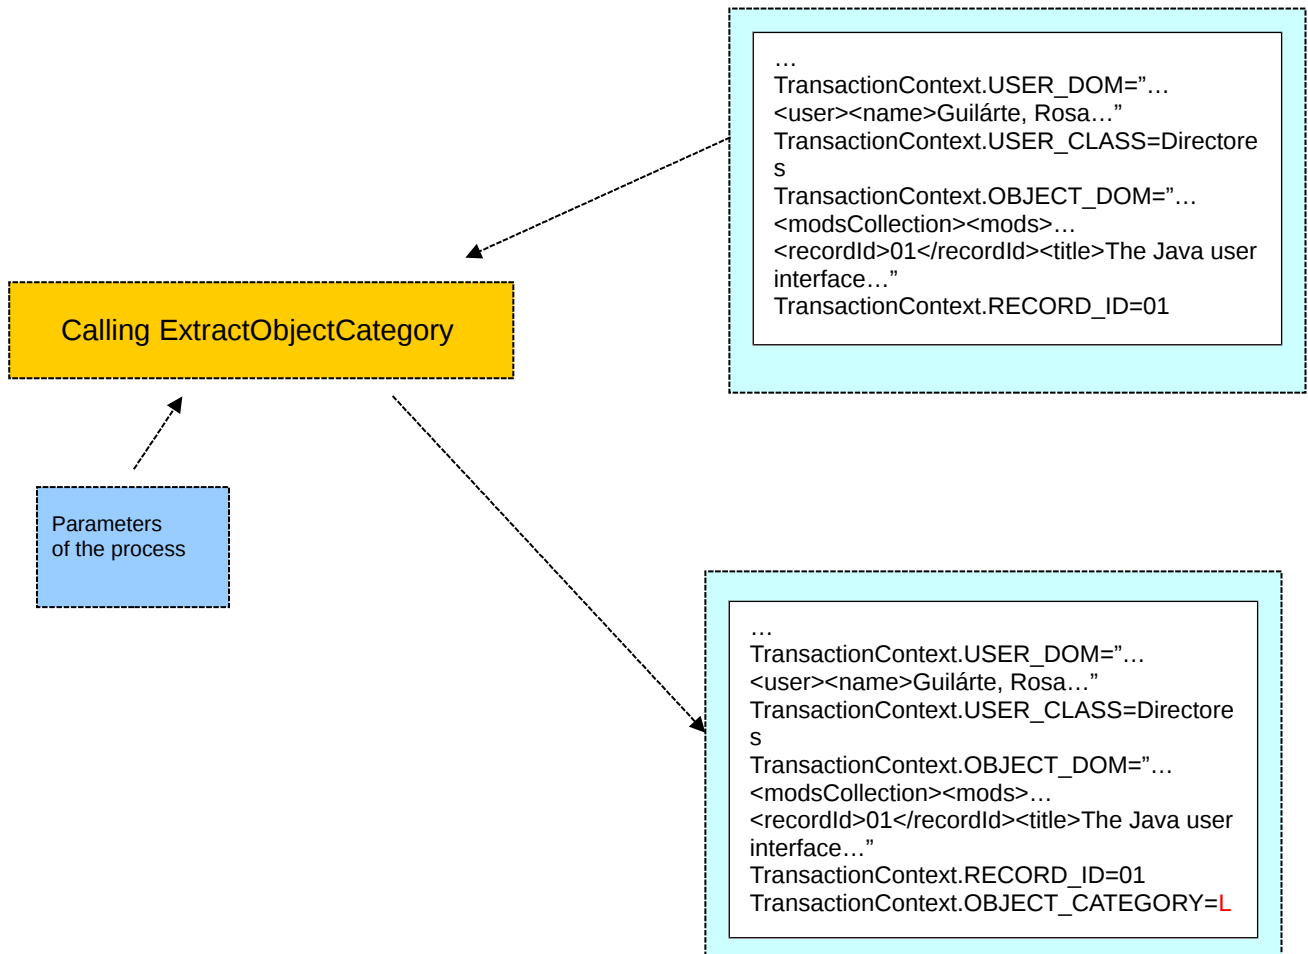 …
TransactionContext.USER_DOM=”…
<user><name>Guilárte, Rosa…”
TransactionContext.USER_CLASS=Directore
s
TransactionContext.OBJECT_DOM=”…
<modsCollection><mods>…
<recordId>01</recordId><title>The Java user
interface…”
TransactionContext.RECORD_ID=01
Calling ExtractObjectCategory
Parameters
of the process
…
TransactionContext.USER_DOM=”…
<user><name>Guilárte, Rosa…”
TransactionContext.USER_CLASS=Directore
s
TransactionContext.OBJECT_DOM=”…
<modsCollection><mods>…
<recordId>01</recordId><title>The Java user
interface…”
TransactionContext.RECORD_ID=01
TransactionContext.OBJECT_CATEGORY=L